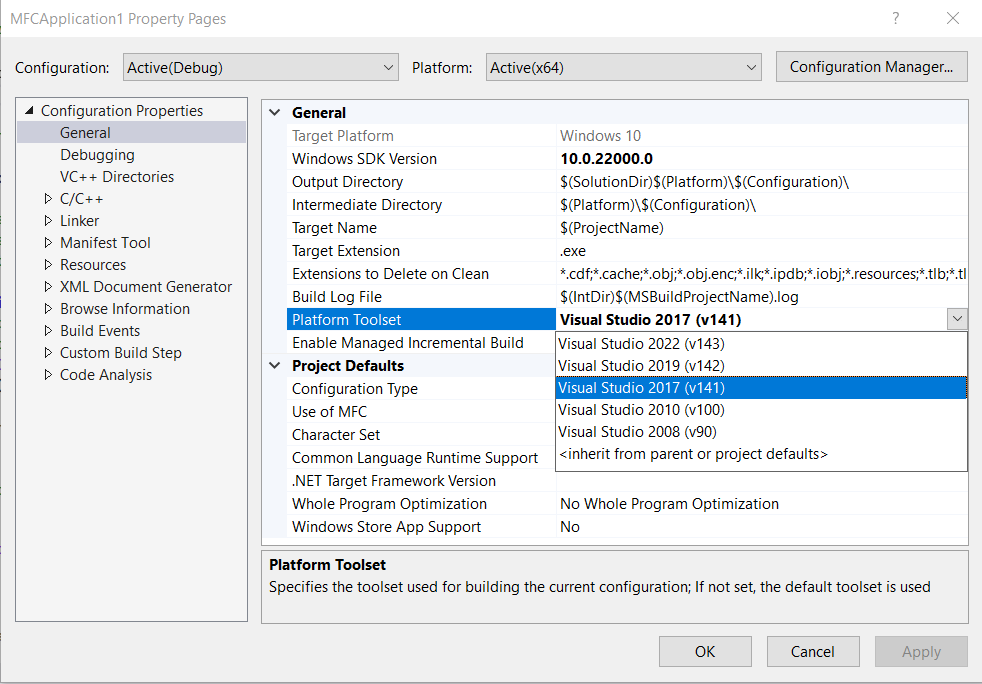 MFCApplication1 Property Pages
?
Configuration: Active(Debug) Platform: Active(x64) Configuration Manager...
Configuration Properties
General
Debugging
VC++ Directories
C/C++
Linker
Manifest Tool
Resources
XML Document Generator
Browse Information
Build Events
Custom Build Step
Code Analysis
General
Target Platform Windows 10
Windows SDK Version 10.0.22000.0
Output Directory $(SolutionDir)$(Platform)\$(Configuration)\
Intermediate Directory $(Platform)\$(Configuration)\
Target Name $(ProjectName)
Target Extension .exe
Extensions to Delete on Clean *.cdf;*.cache;*.obj;*.obj.enc;*.ilk;*.ipdb;*.iobj;*.resources;*.tlb;*.tl
Build Log File $(IntDir)$(MSBuildProjectName).log
Platform Toolset Visual Studio 2017 (v141)
Enable Managed Incremental Build
Project Defaults
Configuration Type
Use of MFC
Character Set
Common Language Runtime Support
.NET Target Framework Version
Whole Program Optimization No Whole Program Optimization
Windows Store App Support No
Visual Studio 2022 (v143)
Visual Studio 2019 (v142)
Visual Studio 2017 (v141)
Visual Studio 2010 (v100)
Visual Studio 2008 (v90)
<inherit from parent or project defaults>
Platform Toolset
Specifies the toolset used for building the current configuration; If not set, the default toolset is used
OK Cancel Apply